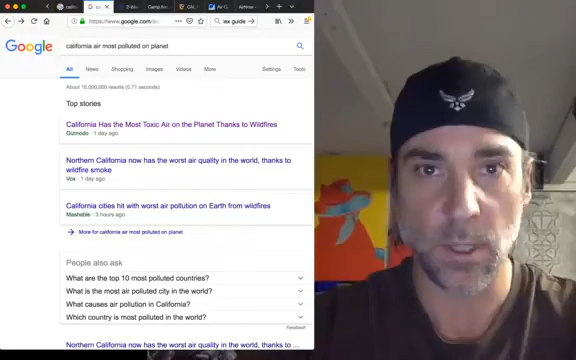 https://www.google.com/se
iex guide
Google
california air most polluted on planet
All News Shopping Images Videos More Settings Tools
About 16,000,000 results (0.71 seconds)
Top stories
California Has the Most Toxic Air on the Planet Thanks to Wildfires
Gizmodo · 1 day ago
Northern California now has the worst air quality in the world, thanks to
wildfire smoke
Vox · 1 day ago
California cities hit with worst air pollution on Earth from wildfires
Mashable · 3 hours ago
More for california air most polluted on planet
People also ask
What are the top 10 most polluted countries?
What is the most air polluted city in the world?
What causes air pollution in California?
Which country is most polluted in the world?
Feedback
Northern California now has the worst air quality in the world, thanks to ...